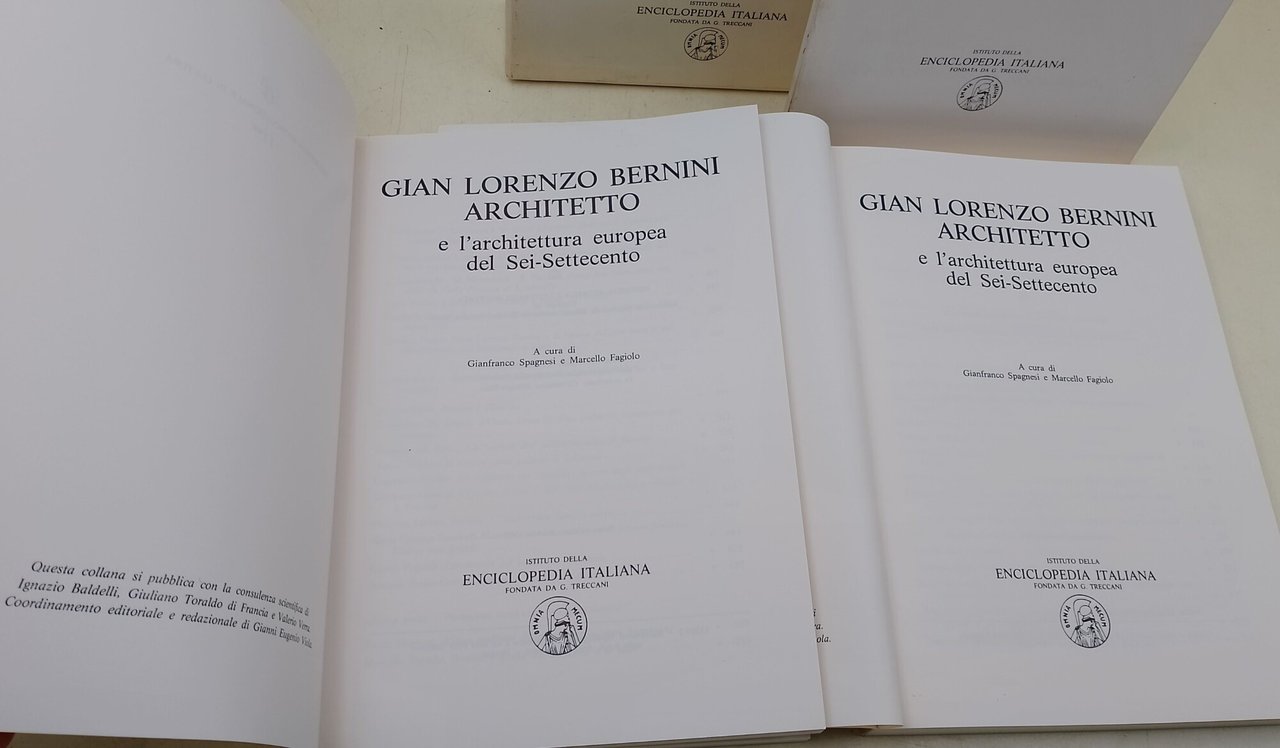 ISTITUTO DELLA
ENCICLOPEDIA ITALIANA
FONDATA DA G. TRECCANI
OMNIA MECUM
ISTITUTO DELLA
ENCICLOPEDIA ITALIANA
FONDATA DA G. TRECCANI
OMNIA MECUM
Questa collana si pubblica con la consulenza scientifica di
Ignazio Baldelli, Giuliano Toraldo di Francia e Valerio Verra.
Coordinamento editoriale e redazionale di Gianni Eugenio Viola.
GIAN LORENZO BERNINI
ARCHITETTO
e l'architettura europea
del Sei-Settecento
A cura di
Gianfranco Spagnesi e Marcello Fagiolo
ISTITUTO DELLA
ENCICLOPEDIA ITALIANA
FONDATA DA G. TRECCANI
OMNIA MECUM
GIAN LORENZO BERNINI
ARCHITETTO
e l'architettura europea
del Sei-Settecento
A cura di
Gianfranco Spagnesi e Marcello Fagiolo
ISTITUTO DELLA
ENCICLOPEDIA ITALIANA
FONDATA DA G. TRECCANI
OMNIA MECUM